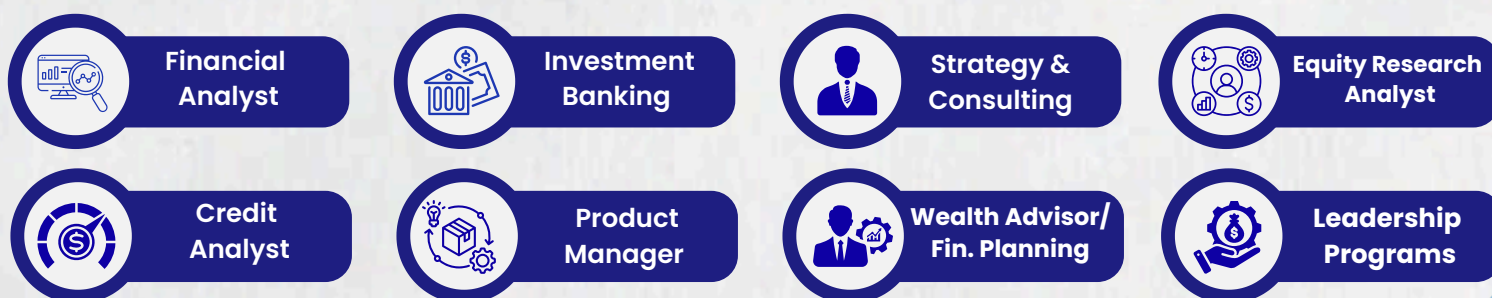 Financial
Analyst
Investment
Banking
Strategy &
Consulting
Equity Research
Analyst
Credit
Analyst
Product
Manager
Wealth Advisor/
Fin. Planning
Leadership
Programs